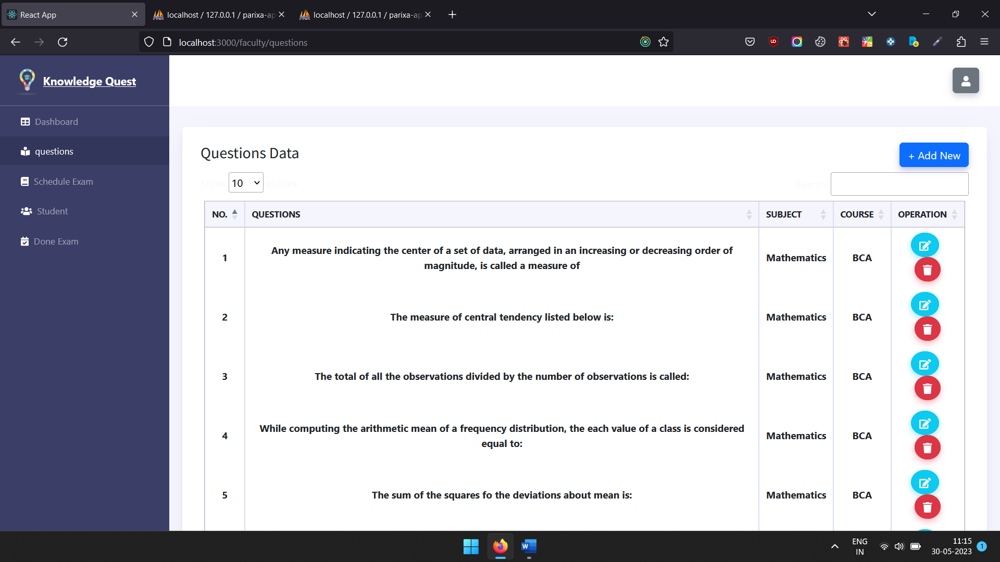 React App
localhost / 127.0.0.1 / parixa-ap
localhost / 127.0.0.1 / parixa-ap
localhost:3000/faculty/questions
Knowledge Quest
Dashboard
questions
Schedule Exam
Student
Done Exam
Questions Data
+ Add New
Show 10 entries
Search:
NO. QUESTIONS SUBJECT COURSE OPERATION
1 Any measure indicating the center of a set of data, arranged in an increasing or decreasing order of
magnitude, is called a measure of Mathematics BCA
2 The measure of central tendency listed below is: Mathematics BCA
3 The total of all the observations divided by the number of observations is called: Mathematics BCA
4 While computing the arithmetic mean of a frequency distribution, the each value of a class is considered
equal to: Mathematics BCA
5 The sum of the squares fo the deviations about mean is: Mathematics BCA
ENG
IN
11:15
30-05-2023
1